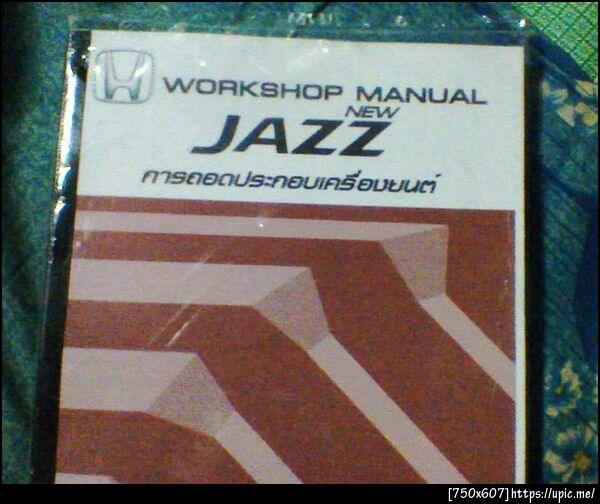 WORKSHOP MANUAL
NEW
JAZZ
การถอดประกอบเครื่องยนต์
[750x607]https://upic.me/